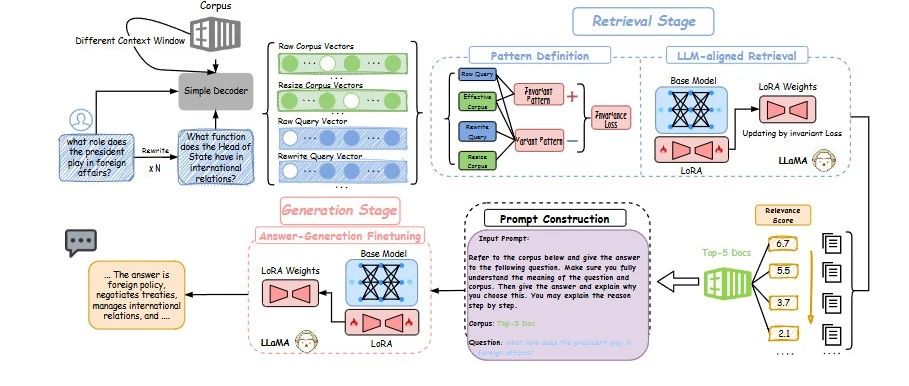 Corpus
Different Context Window
Simple Decoder
what role does
the president
play in foreign
affairs?
Rewrite
x N
What function
does the Head of
State have in
international
relations?
Raw Corpus Vectors
...
...
...
Resize Corpus Vectors
...
...
Raw Query Vector
...
...
Rewrite Query Vector
...
...
....
Retrieval Stage
Pattern Definition
Raw Query
Effective
Corpus
Rewrite
Query
Resize
Corpus
Invariant
Pattern
+
Variant Pattern
−
Invariance
Loss
LLM-aligned Retrieval
Base Model
LoRA
LoRA Weights
Updating by invariant Loss
LLaMA
Relevance
Score
6.7
5.5
3.7
2.1
....
....
Top-5 Docs
Prompt Construction
Input Prompt:
Refer to the corpus below and give the answer
to the following question. Make sure you fully
understand the meaning of the question and
corpus. Then give the answer and explain why
you choose this. You may explain the reason
step by step.
Corpus: Top-5 Doc
Question: what role does the president play in
foreign affairs?
Generation Stage
Answer-Generation Finetuning
LoRA Weights
Base Model
LoRA
LLaMA
... The answer is
foreign policy,
negotiates treaties,
manages international
relations, and ....